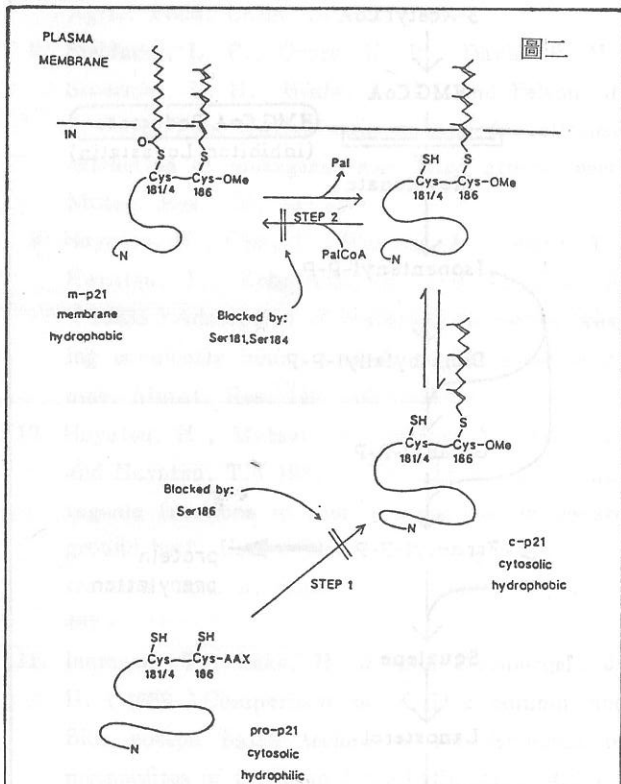 圖二
PLASMA
MEMBRANE
IN
O
S
S
Cys
Cys
OMe
181/4
186
N
m-p21
membrane
hydrophobic
Pal
STEP 2
PalCoA
Blocked by:
Ser181,Ser184
SH
S
Cys
Cys
OMe
181/4
186
N
SH
S
Cys
Cys
OMe
181/4
186
N
c-p21
cytosolic
hydrophobic
Blocked by:
Ser186
STEP 1
SH
SH
Cys
Cys-AAX
181/4
186
N
pro-p21
cytosolic
hydrophilic